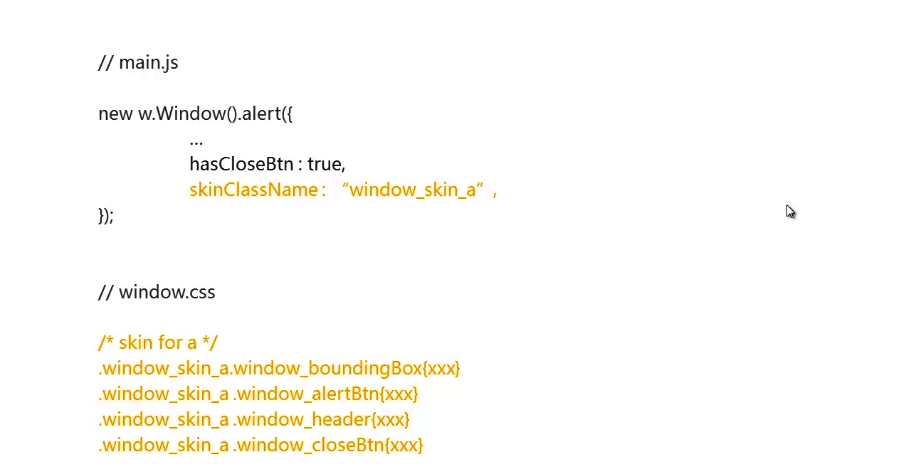 // main.js
new w.Window().alert({
...
hasCloseBtn : true,
skinClassName : “window_skin_a” ,
});
// window.css
/* skin for a */
.window_skin_a.window_boundingBox{xxx}
.window_skin_a .window_alertBtn{xxx}
.window_skin_a .window_header{xxx}
.window_skin_a .window_closeBtn{xxx}